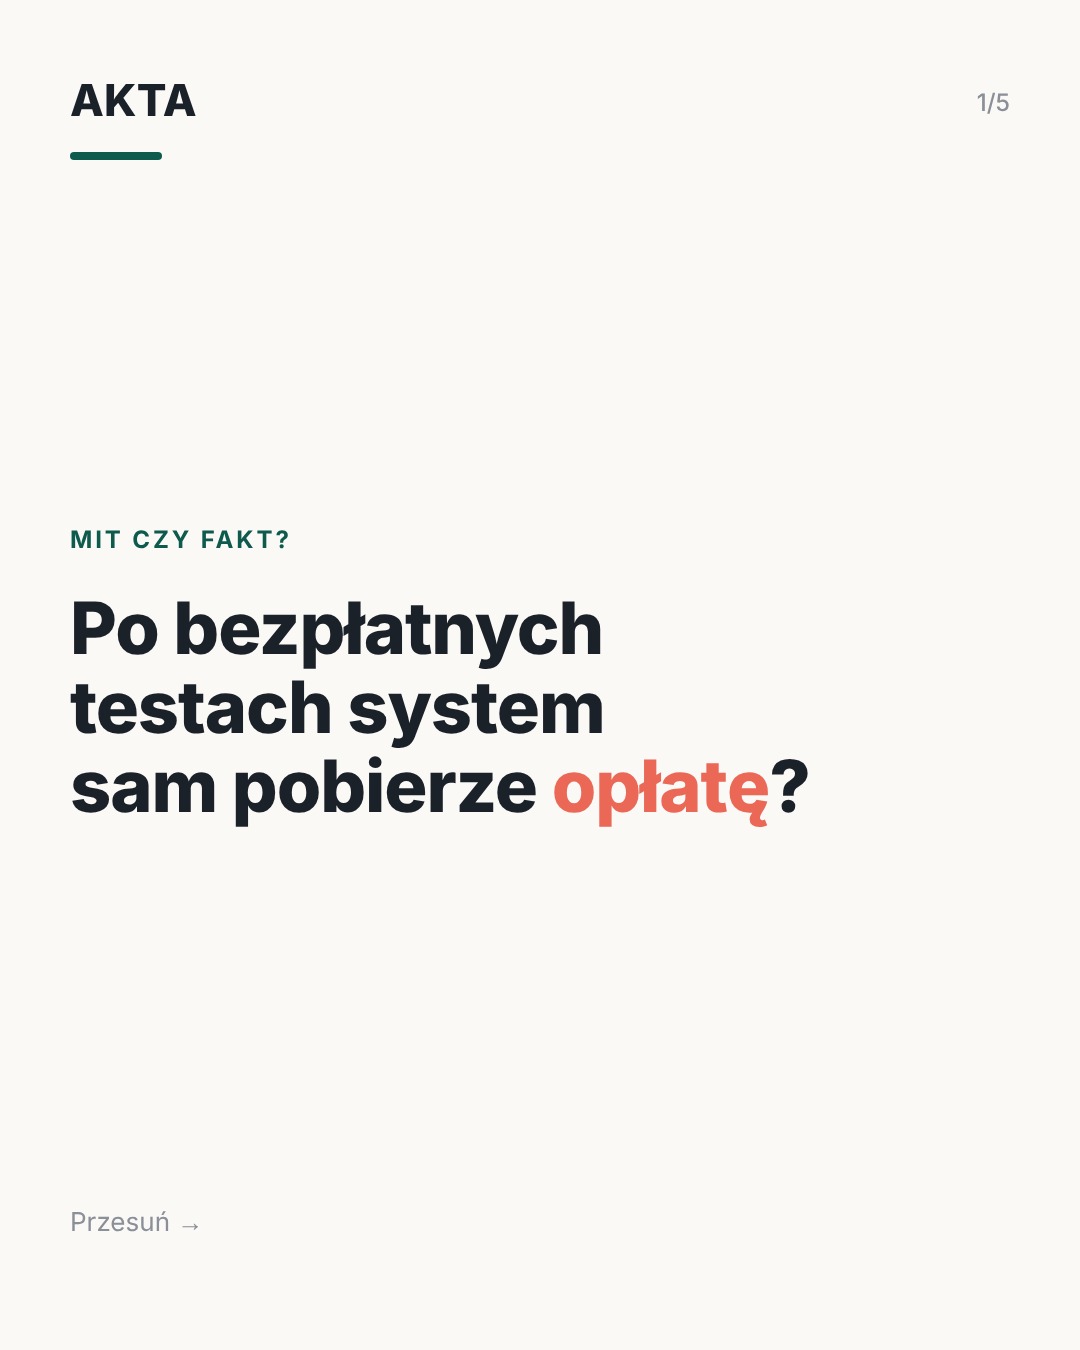 AKTA
1/5
MIT CZY FAKT?
Po bezpłatnych
testach system
sam pobierze opłatę?
Przesuń →